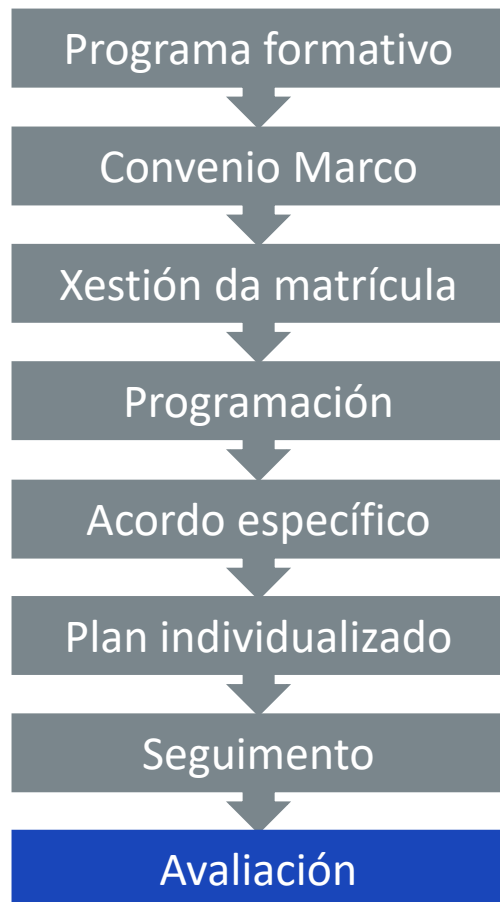 Programa formativo
Convenio Marco
Xestión da matrícula
Programación
Acordo específico
Plan individualizado
Seguimento
Avaliación